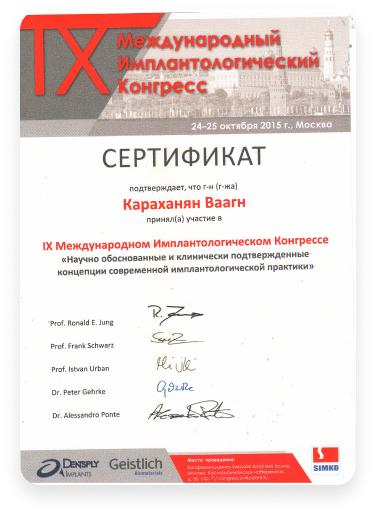 IX Международный
Имплантологический
Конгресс
24-25 октября 2015 г., Москва
СЕРТИФИКАТ
подтверждает, что г-н (г-жа)
Караханян Ваагн
принял(а) участие в
IX Международном Имплантологическом Конгрессе
«Научно обоснованные и клинически подтвержденные
концепции современной имплантологической практики»
Prof. Ronald E. Jung
Prof. Frank Schwarz
Prof. Istvan Urban
Dr. Peter Gehrke
Dr. Alessandro Ponte
DENTSPLY
IMPLANTS
Geistlich
Biomaterials
Место проведения:
Москва,
SIMKO